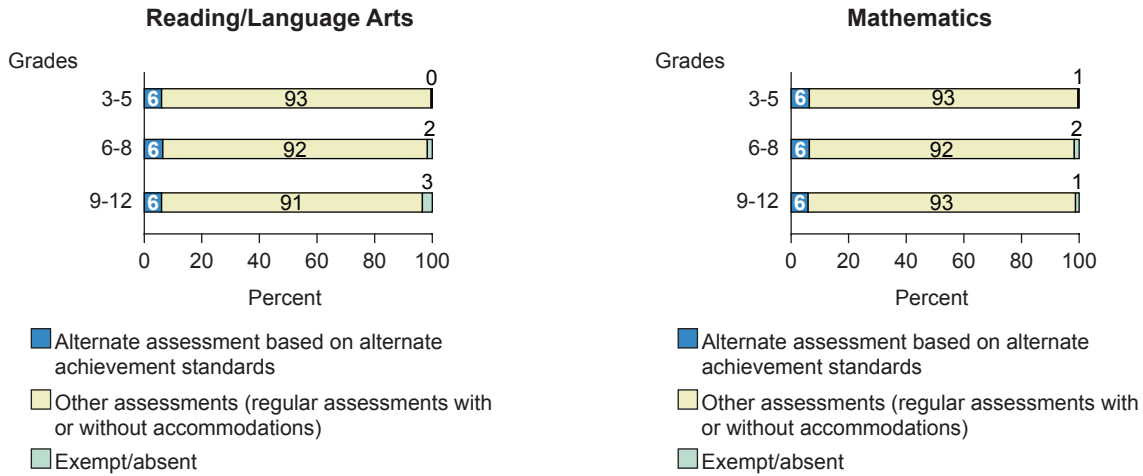 Reading/Language Arts
Grades
0
3-5 6 93
2
6-8 6 92
3
9-12 6 91
0 20 40 60 80 100
Percent
Alternate assessment based on alternate
achievement standards
Other assessments (regular assessments with
or without accommodations)
Exempt/absent
Mathematics
Grades
1
3-5 6 93
2
6-8 6 92
1
9-12 6 93
0 20 40 60 80 100
Percent
Alternate assessment based on alternate
achievement standards
Other assessments (regular assessments with
or without accommodations)
Exempt/absent